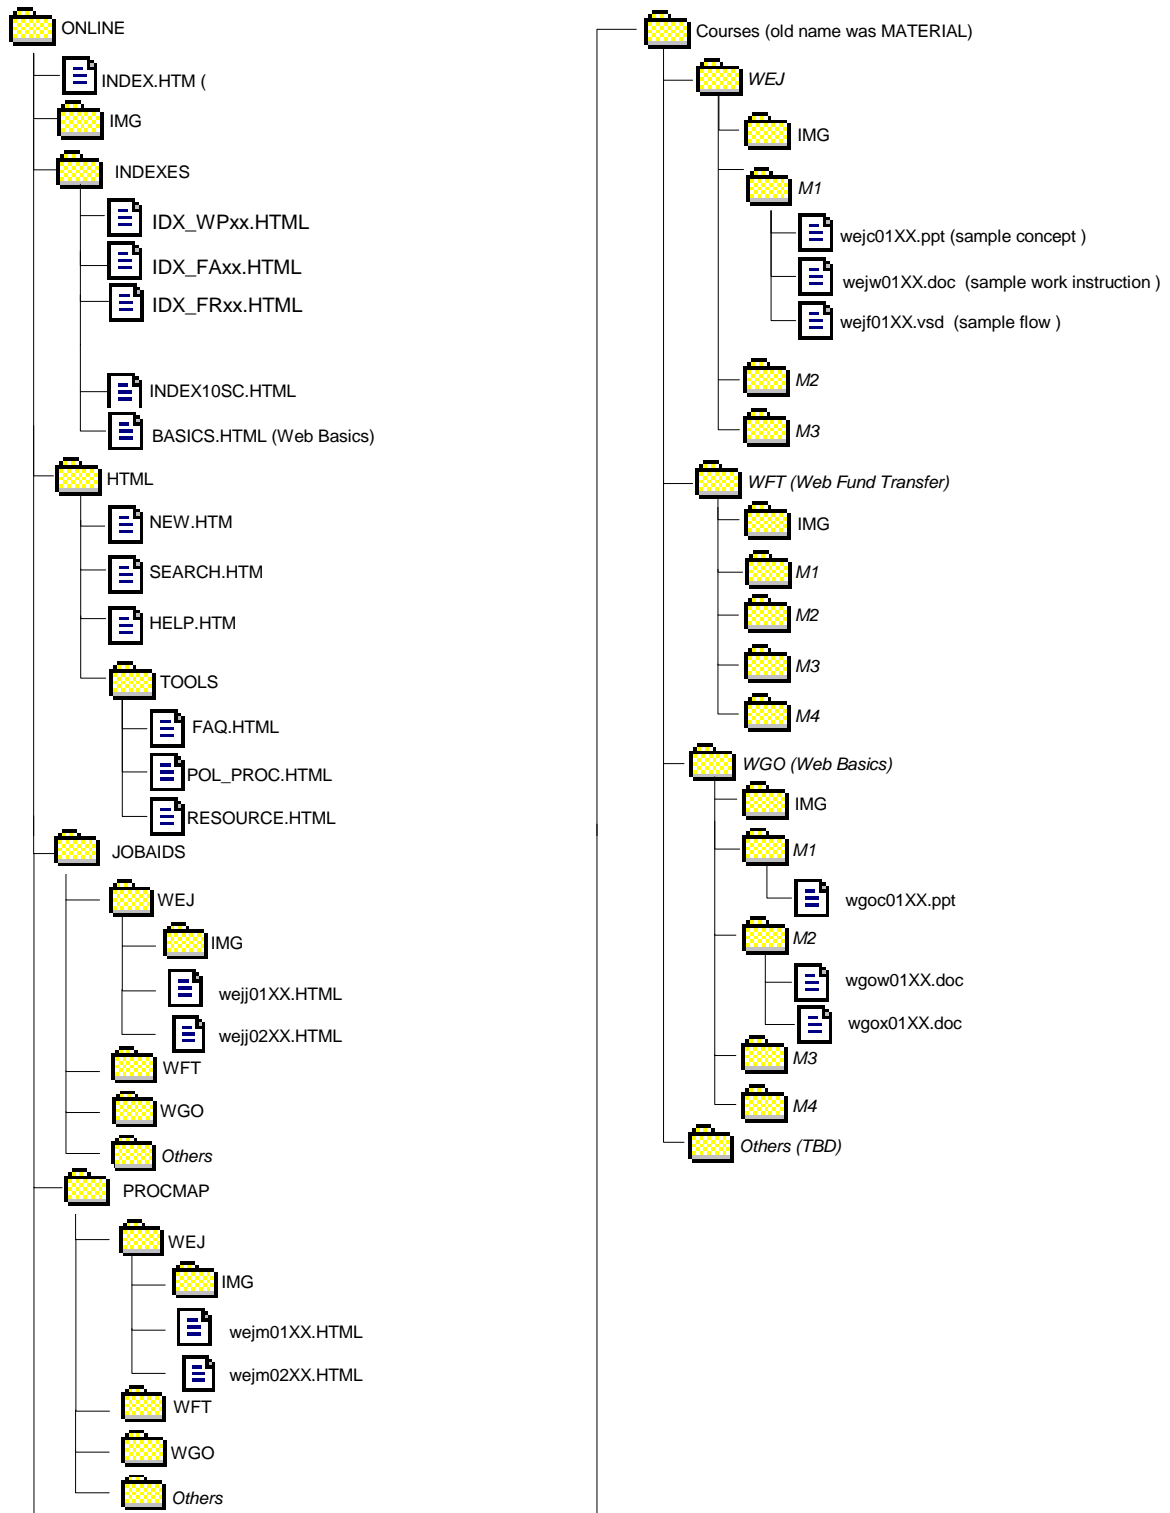 ONLINE
INDEX.HTM (
IMG
INDEXES
IDX_WPxx.HTML
IDX_FAxx.HTML
IDX_FRxx.HTML
INDEX10SC.HTML
BASICS.HTML (Web Basics)
HTML
NEW.HTM
SEARCH.HTM
HELP.HTM
TOOLS
FAQ.HTML
POL_PROC.HTML
RESOURCE.HTML
JOBAIDS
WEJ
IMG
wejj01XX.HTML
wejj02XX.HTML
WFT
WGO
Others
PROCMAP
WEJ
IMG
wejm01XX.HTML
wejm02XX.HTML
WFT
WGO
Others
Courses (old name was MATERIAL)
WEJ
IMG
M1
wejc01XX.ppt (sample concept )
wejw01XX.doc (sample work instruction )
wejf01XX.vsd (sample flow )
M2
M3
WFT (Web Fund Transfer)
IMG
M1
M2
M3
M4
WGO (Web Basics)
IMG
M1
wgoc01XX.ppt
M2
wgow01XX.doc
wgox01XX.doc
M3
M4
Others (TBD)